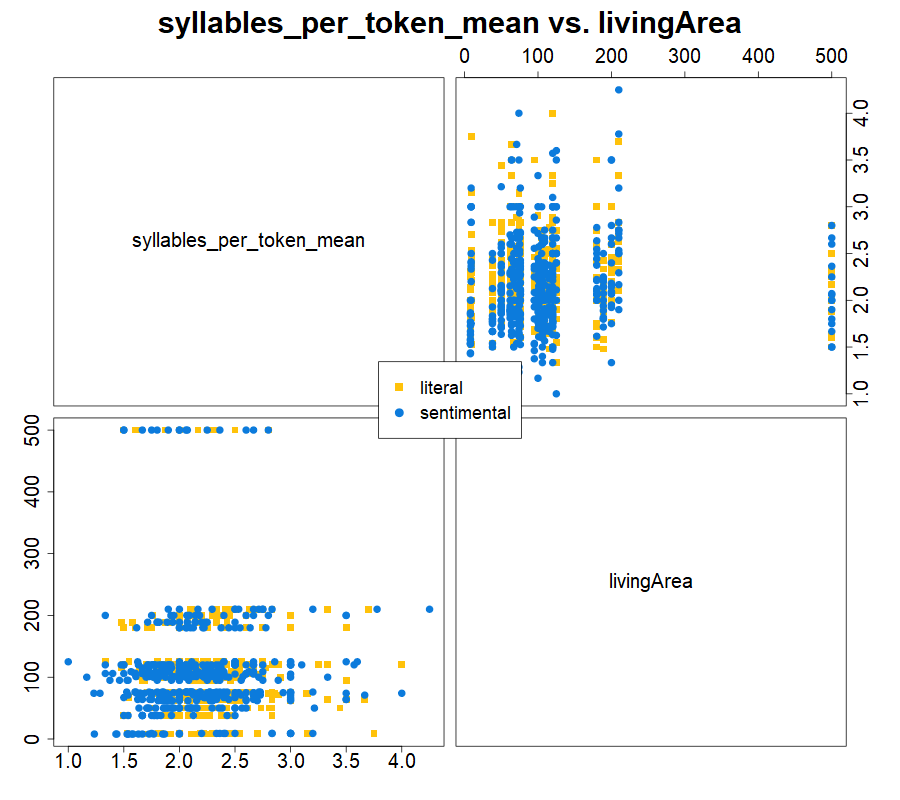 syllables_per_token_mean vs. livingArea
0 100 200 300 400 500
syllables_per_token_mean
4.0
3.5
3.0
2.5
2.0
1.5
1.0
literal
sentimental
500
400
300
200
100
0
livingArea
1.0 1.5 2.0 2.5 3.0 3.5 4.0